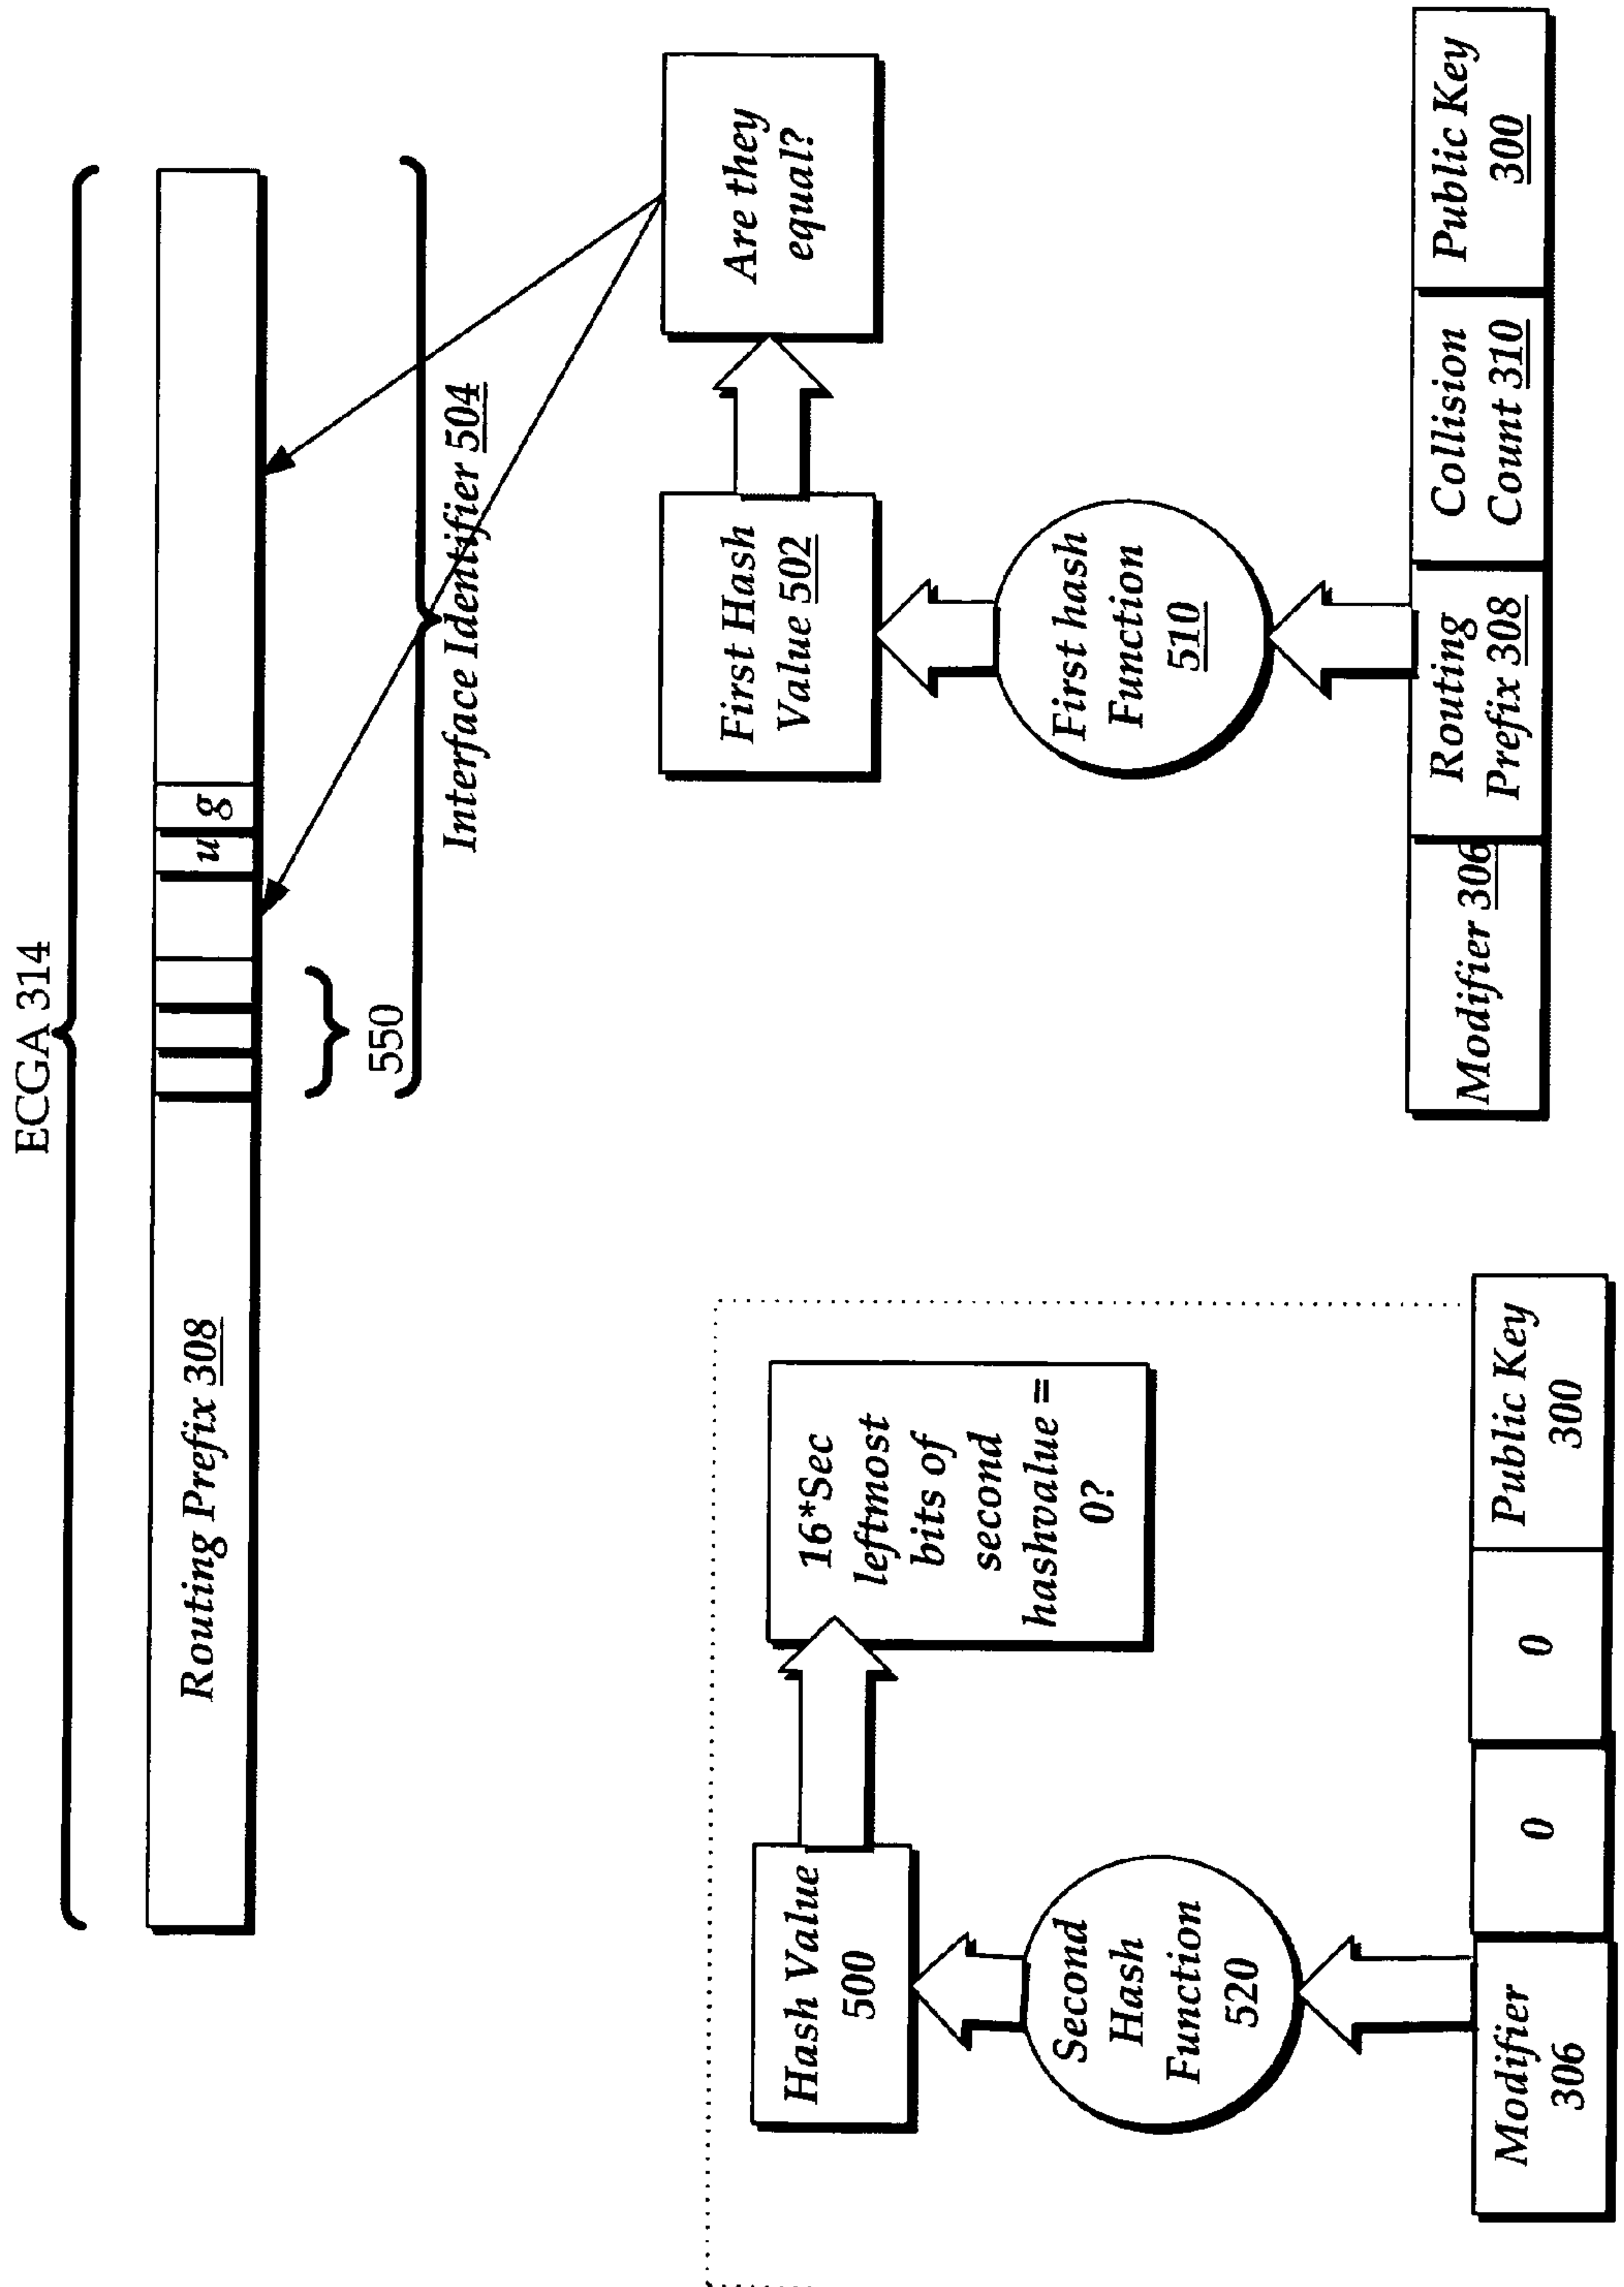 ECGA 314
Routing Prefix 308
u
g
550
Interface Identifier 504
Hash Value
500
16*Sec
leftmost
bits of
second
hashvalue =
0?
Second
Hash
Function
520
Modifier
306
0
0
Public Key
300
First Hash
Value 502
Are they
equal?
First hash
Function
510
Modifier 306
Routing
Prefix 308
Collision
Count 310
Public Key
300